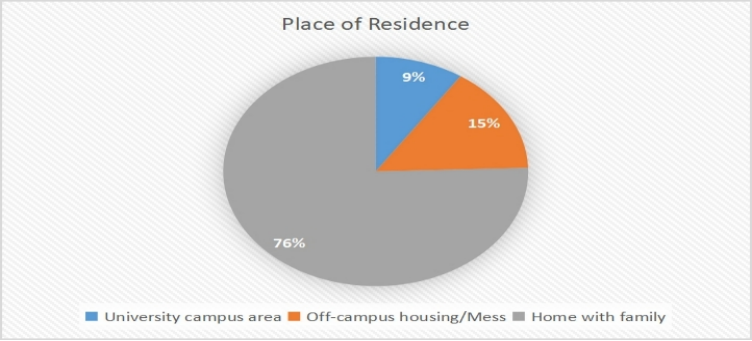 Place of Residence
9%
15%
76%
University campus area Off-campus housing/Mess Home with family